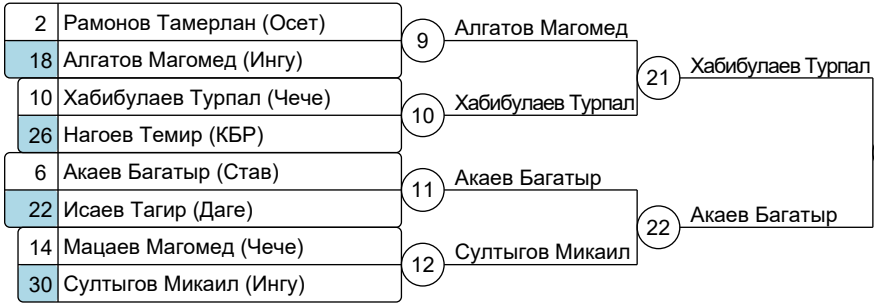 2 Рамонов Тамерлан (Осет)
18 Алгатов Магомед (Ингу)
9 Алгатов Магомед
10 Хабибулаев Турпал (Чече)
26 Нагоев Темир (КБР)
10 Хабибулаев Турпал
21 Хабибулаев Турпал
6 Акаев Багатыр (Став)
22 Исаев Тагир (Даге)
11 Акаев Багатыр
14 Мацаев Магомед (Чече)
30 Султыгов Микаил (Ингу)
12 Султыгов Микаил
22 Акаев Багатыр